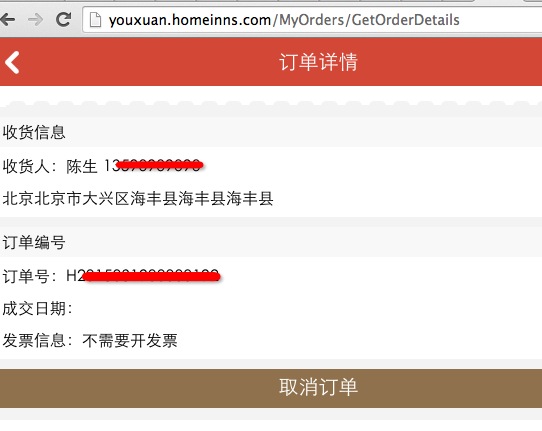 youxuan.homeinns.com/MyOrders/GetOrderDetails
订单详情
收货信息
收货人：陈生 13
北京北京市大兴区海丰县海丰县海丰县
订单编号
订单号：H2
成交日期：
发票信息：不需要开发票
取消订单